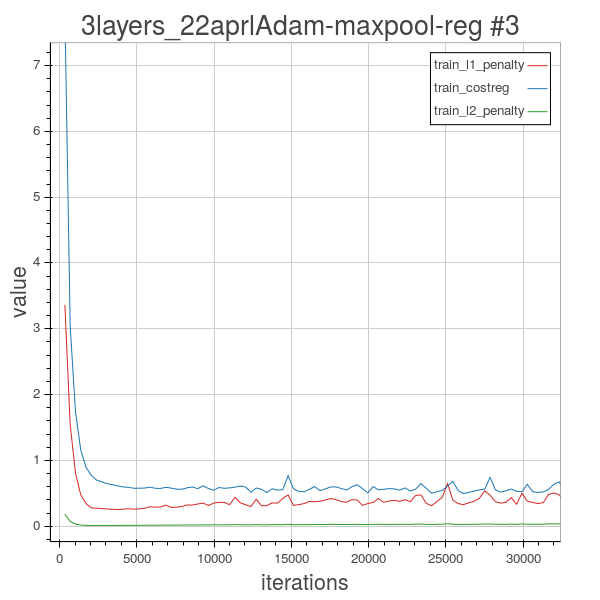 3layers_22aprlAdam-maxpool-reg #3
train_l1_penalty
train_costreg
train_l2_penalty
value
7
6
5
4
3
2
1
0
0 5000 10000 15000 20000 25000 30000
iterations